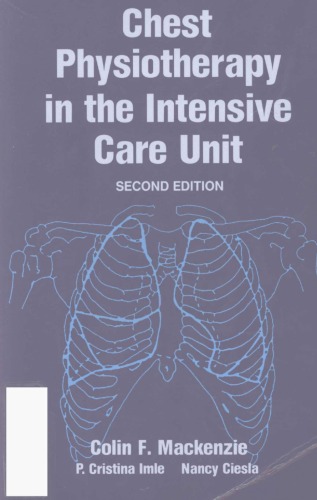 Chest
Physiotherapy
in the Intensive
Care Unit
SECOND EDITION
Colin F. Mackenzie
P. Cristina Imle Nancy Ciesla